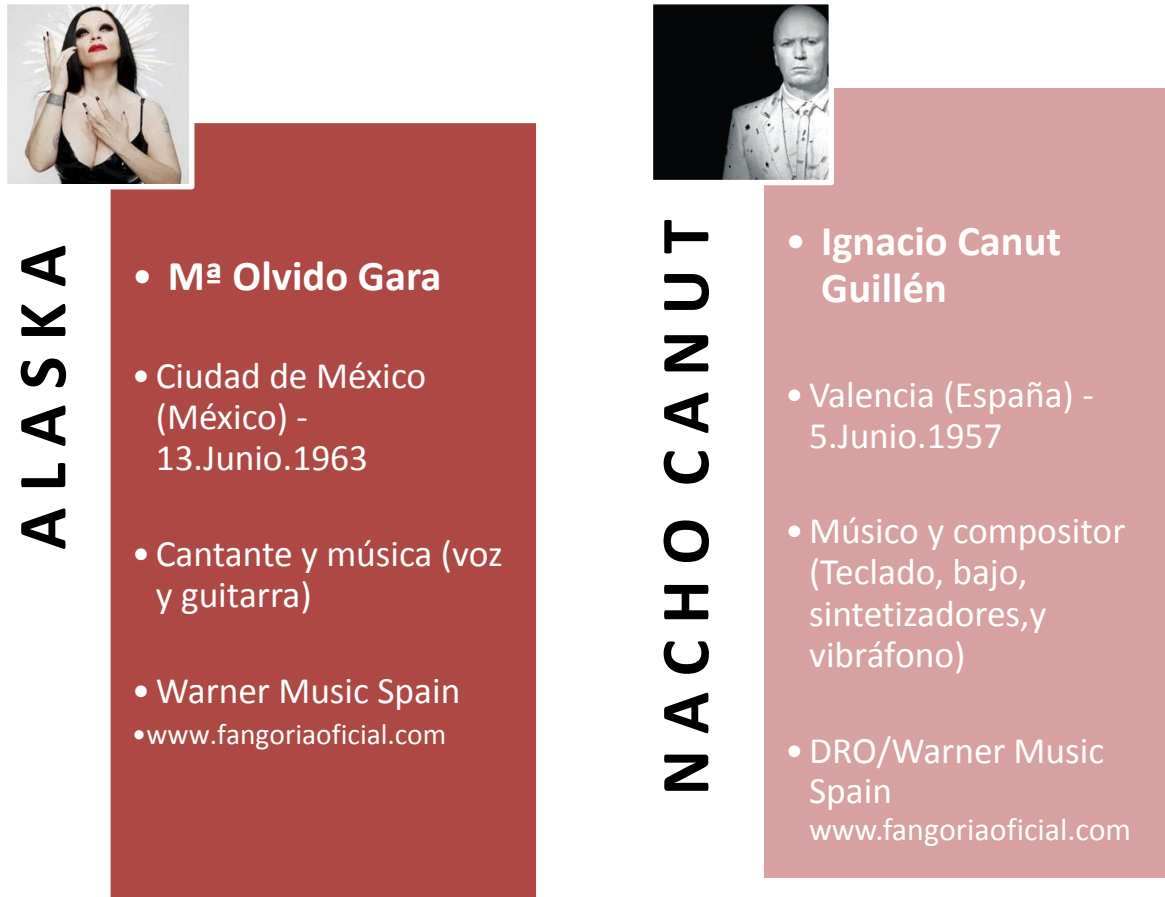 ALASKA
• Mª Olvido Gara
• Ciudad de México
(México) -
13.Junio.1963
• Cantante y música (voz
y guitarra)
• Warner Music Spain
•www.fangoriaoficial.com
NACHO CANUT
• Ignacio Canut
Guillén
• Valencia (España) -
5.Junio.1957
• Músico y compositor
(Teclado, bajo,
sintetizadores,y
vibráfono)
• DRO/Warner Music
Spain
www.fangoriaoficial.com